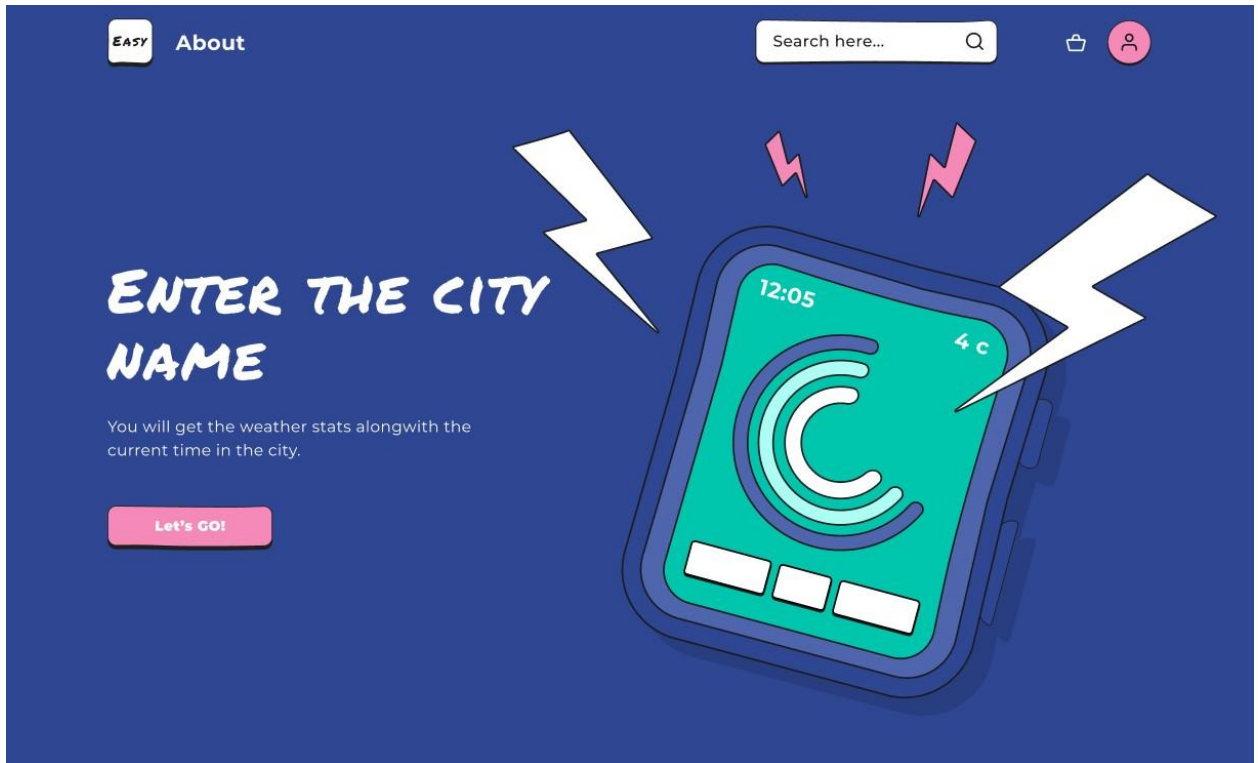 EASY
About
Search here...
12:05
4 c
ENTER THE CITY
NAME
You will get the weather stats alongwith the
current time in the city.
Let's GO!